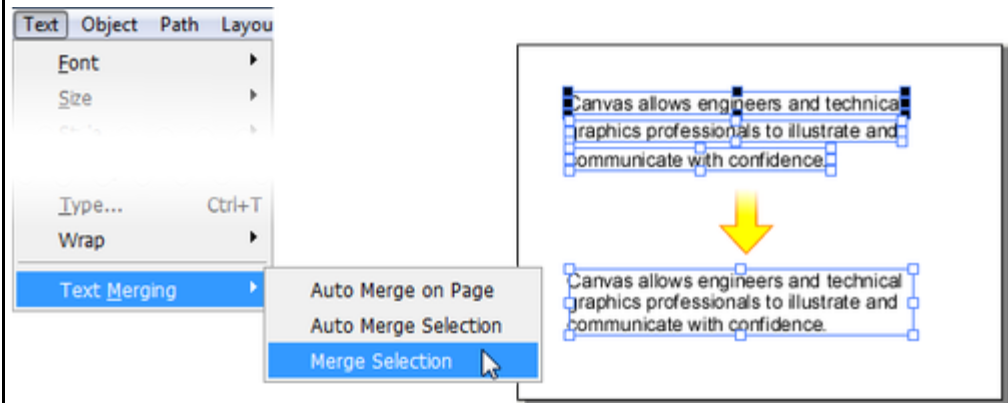 Text Object Path Layou
Font
Size
Type... Ctrl+T
Wrap
Text Merging
Auto Merge on Page
Auto Merge Selection
Merge Selection
Canvas allows engineers and technical
graphics professionals to illustrate and
communicate with confidence.
Canvas allows engineers and technical
graphics professionals to illustrate and
communicate with confidence.